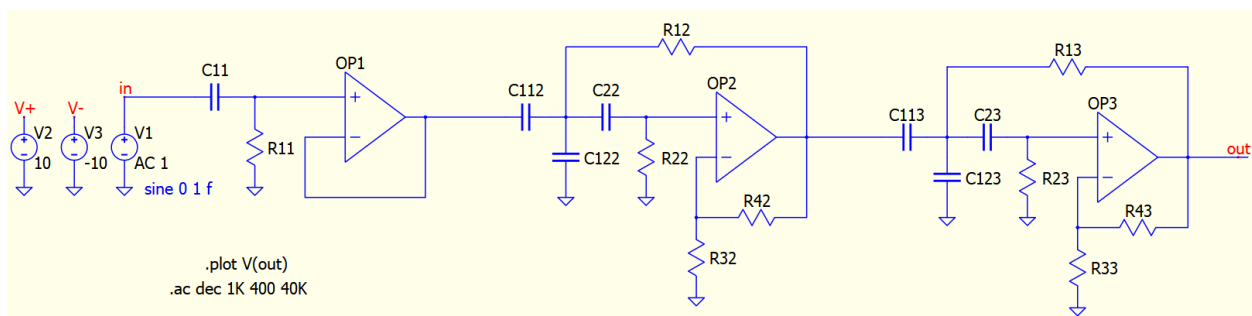 R12
R13
OP1
C11
in
V+
V-
C112
C22
OP2
C113
C23
OP3
V2
10
V3
-10
V1
AC 1
R11
C122
R22
C123
R23
out
sine 0 1 f
R42
R43
R32
R33
.plot V(out)
.ac dec 1K 400 40K